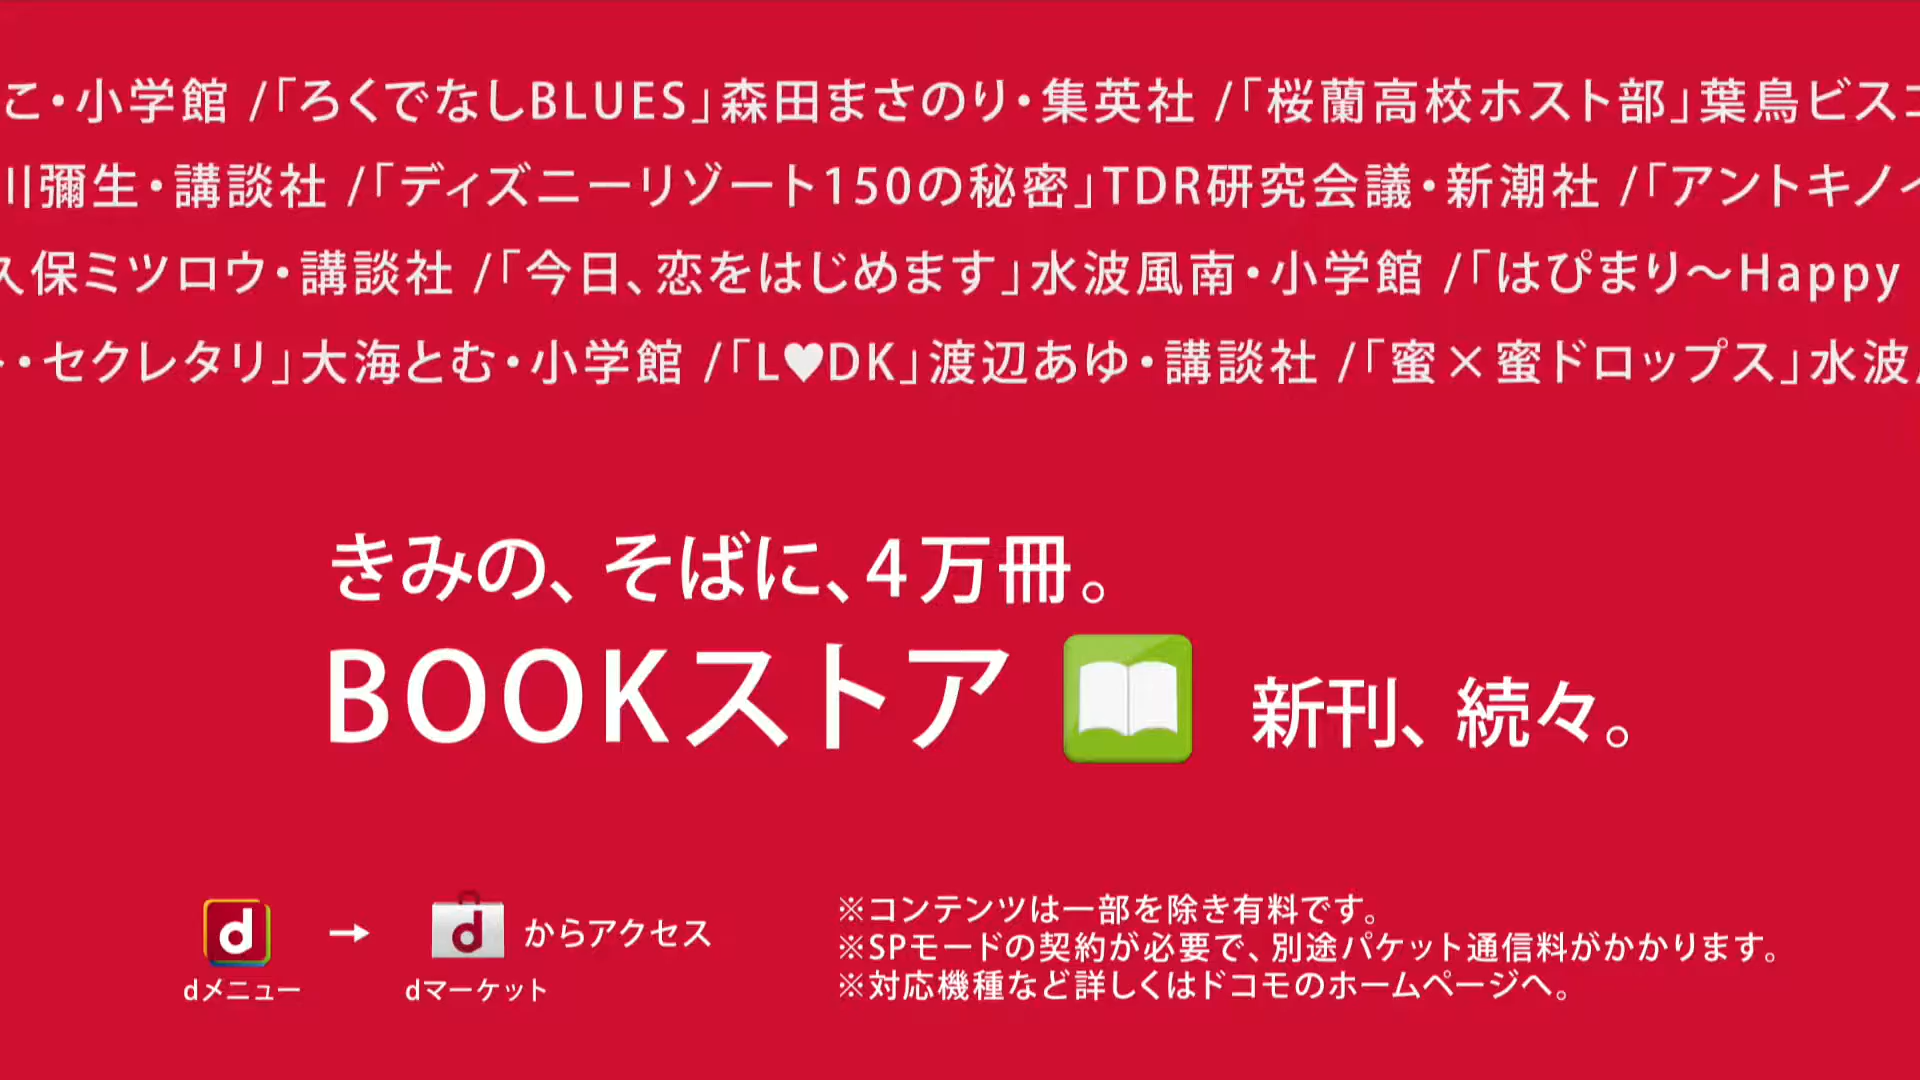 こ・小学館 /「ろくでなしBLUES」森田まさのり・集英社 /「桜蘭高校ホスト部」葉鳥ビスコ
川彌生・講談社 /「ディズニーリゾート150の秘密」TDR研究会議・新潮社 /「アントキノイ
久保ミツロウ・講談社 /「今日、恋をはじめます」水波風南・小学館 /「はぴまり〜Happy
・セクレタリ」大海とむ・小学館 /「L♥DK」渡辺あゆ・講談社 /「蜜×蜜ドロップス」水波
きみの、そばに、4万冊。
BOOKストア 新刊、続々。
d → d からアクセス
dメニュー dマーケット
※コンテンツは一部を除き有料です。
※SPモードの契約が必要で、別途パケット通信料がかかります。
※対応機種など詳しくはドコモのホームページへ。